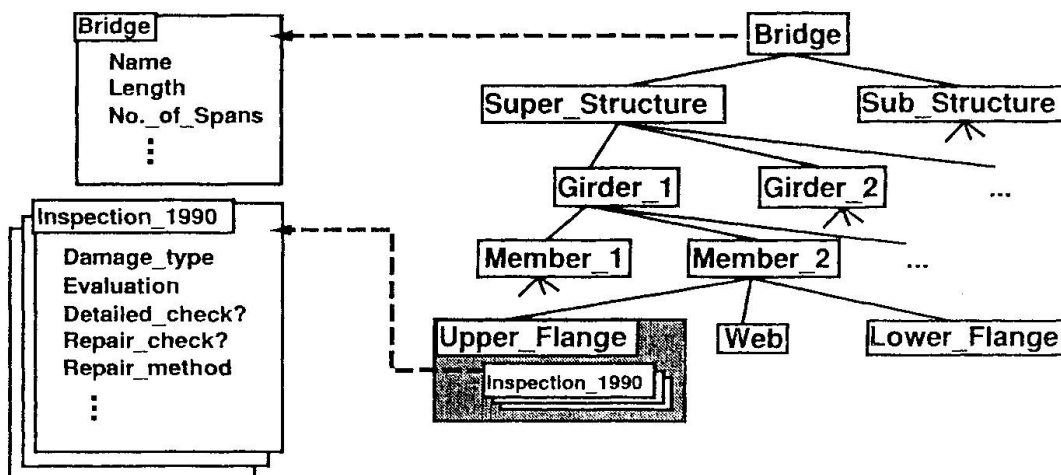 Bridge
Name
Length
No._of_Spans
⋮
Inspection_1990
Damage_type
Evaluation
Detailed_check?
Repair_check?
Repair_method
⋮
Bridge
Super_Structure
Sub_Structure
Girder_1
Girder_2
...
Member_1
Member_2
...
Upper_Flange
Web
Lower_Flange
Inspection_1990